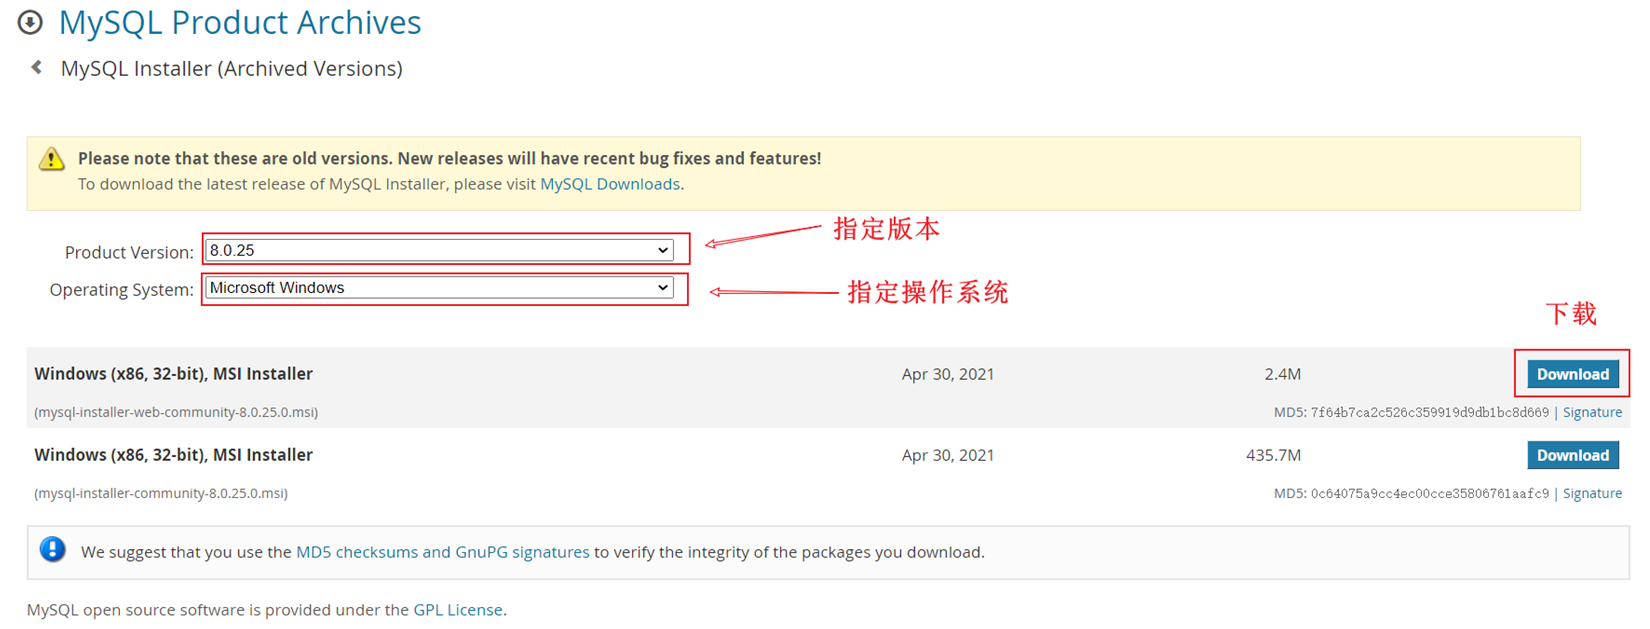 MySQL Product Archives
MySQL Installer (Archived Versions)
Please note that these are old versions. New releases will have recent bug fixes and features!
To download the latest release of MySQL Installer, please visit MySQL Downloads.
指定版本
Product Version: 8.0.25
Operating System: Microsoft Windows
指定操作系统
下载
Windows (x86, 32-bit), MSI Installer Apr 30, 2021 2.4M Download
(mysql-installer-web-community-8.0.25.0.msi) MD5: 7f64b7ca2c526c359919d9db1bc8d669 | Signature
Windows (x86, 32-bit), MSI Installer Apr 30, 2021 435.7M Download
(mysql-installer-community-8.0.25.0.msi) MD5: 0c64075a9cc4ec00cce35806761aafc9 | Signature
We suggest that you use the MD5 checksums and GnuPG signatures to verify the integrity of the packages you download.
MySQL open source software is provided under the GPL License.